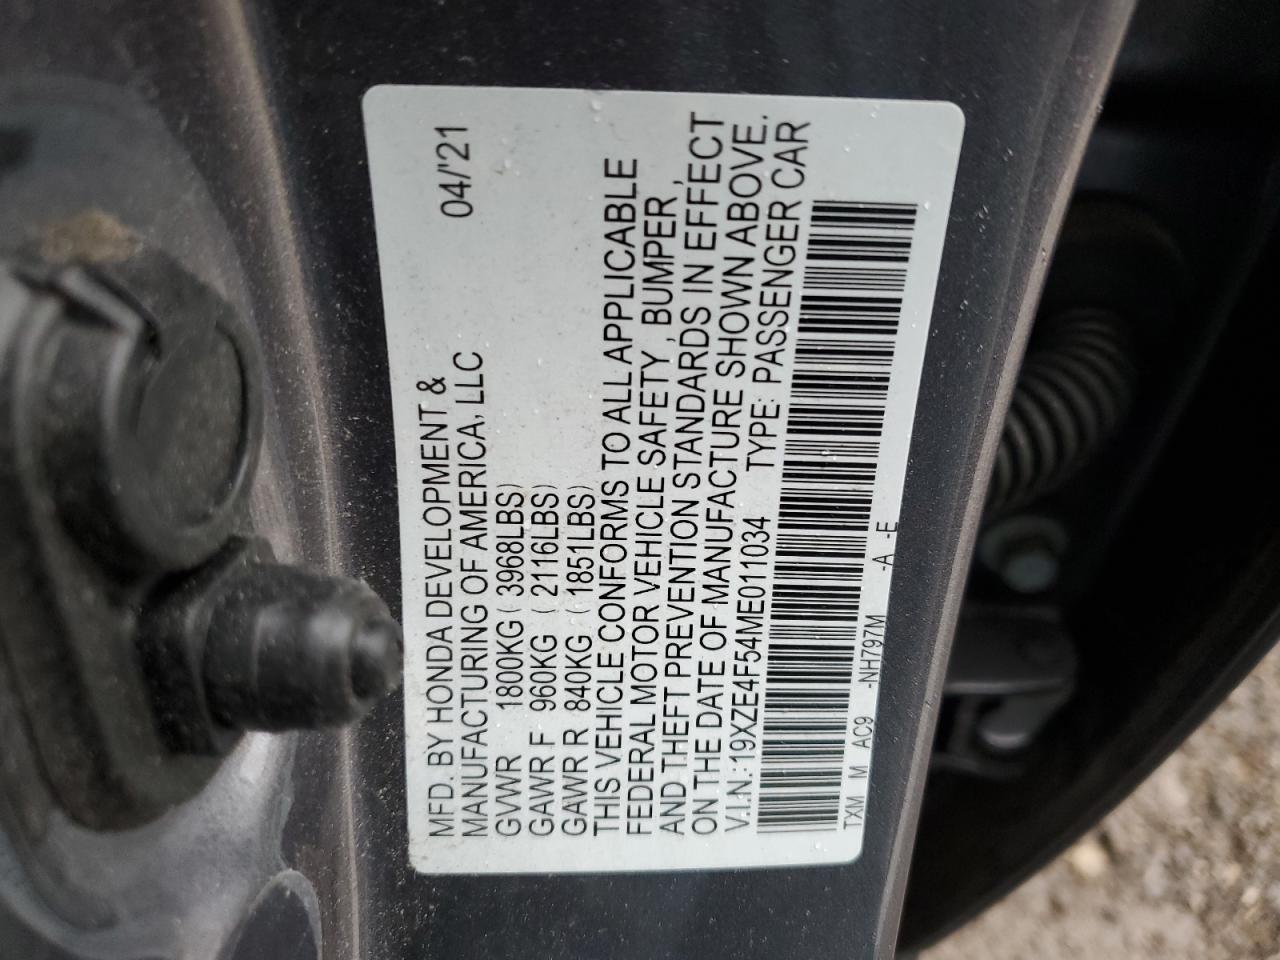 MFD. BY HONDA DEVELOPMENT & 04/'21
MANUFACTURING OF AMERICA, LLC
GVWR 1800KG ( 3968LBS)
GAWR F 960KG ( 2116LBS)
GAWR R 840KG ( 1851LBS)
THIS VEHICLE CONFORMS TO ALL APPLICABLE
FEDERAL MOTOR VEHICLE SAFETY , BUMPER,
AND THEFT PREVENTION STANDARDS IN EFFECT
ON THE DATE OF MANUFACTURE SHOWN ABOVE.
V.I.N.:19XZE4F54ME011034 TYPE: PASSENGER CAR
TXM M AC9 -NH797M -A -E